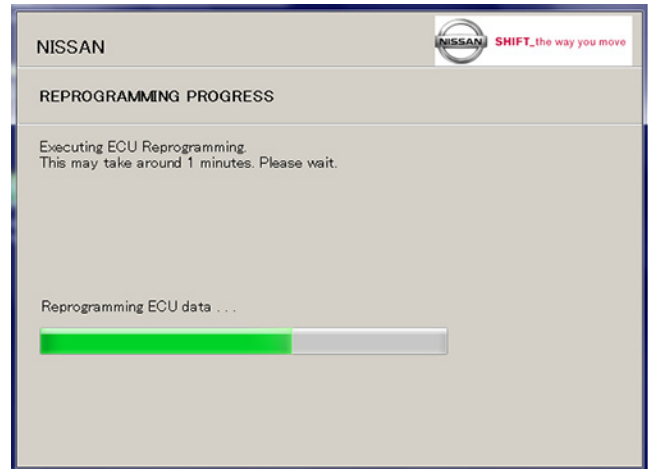 NISSAN
NISSAN SHIFT_the way you move
REPROGRAMMING PROGRESS
Executing ECU Reprogramming.
This may take around 1 minutes. Please wait.
Reprogramming ECU data . . .